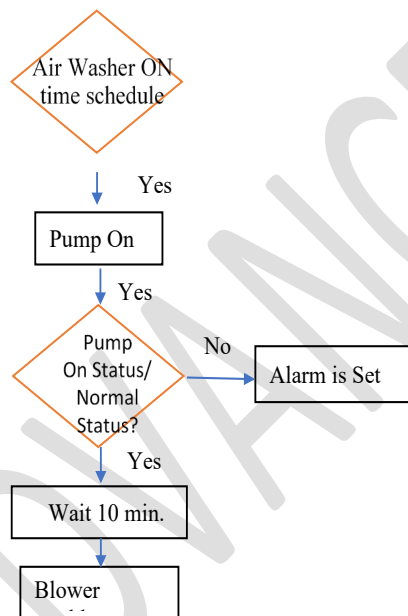 Air Washer ON
time schedule
Yes
Pump On
Yes
Pump
On Status/
Normal
Status?
No
Alarm is Set
Yes
Wait 10 min.
Blower